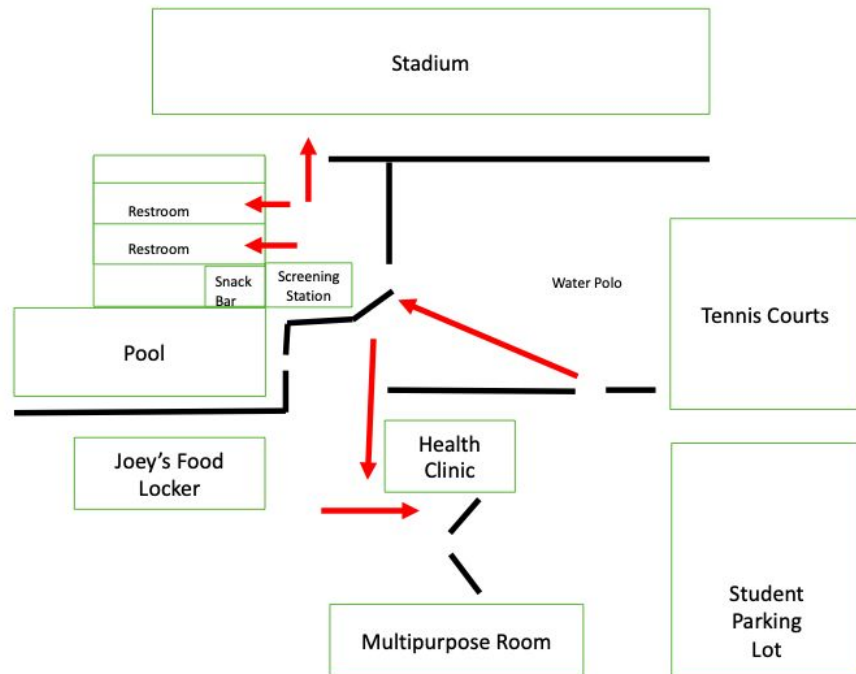 Stadium
Restroom
Restroom
Snack
Bar
Screening
Station
Water Polo
Tennis Courts
Pool
Joey's Food
Locker
Health
Clinic
Student
Parking
Lot
Multipurpose Room